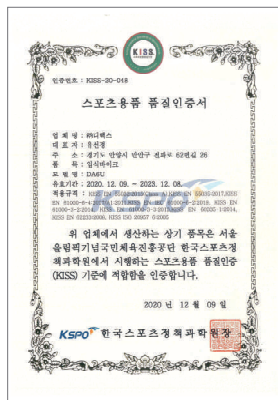 KISS
인증번호 : KISS-20-048
스포츠용품 품질인증서
업 체 명 : ㈜디랙스
대 표 자 : 유선경
주 소 : 경기도 안양시 만안구 전파로 62번길 26
품 목 : 입식바이크
모 델 명 : DA6U
유효기간 : 2020. 12. 09. ~ 2023. 12. 08.
적용기준 :
위 업체에서 생산하는 상기 품목은 서울
올림픽기념국민체육진흥공단 한국스포츠정
책과학원에서 시행하는 스포츠용품 품질인증
(KISS) 기준에 적합함을 인증합니다.
2020 년 12 월 09 일
KSPO 한국스포츠정책과학원장